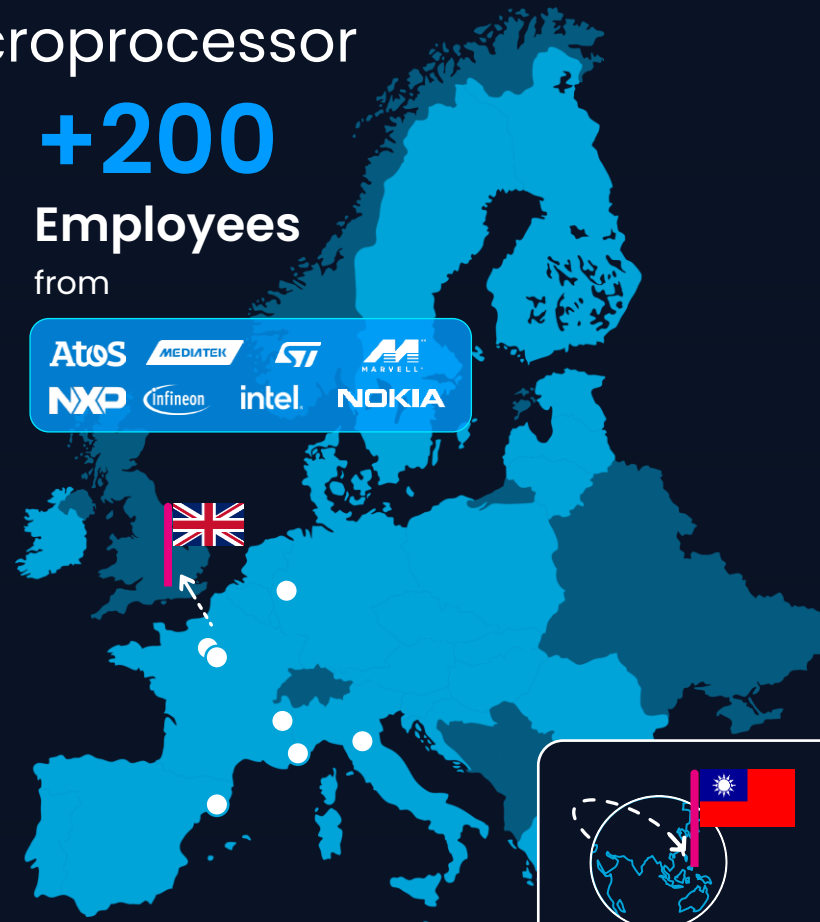 croprocessor
+200
Employees
from
Atos MEDIATEK ST MARVELL
NXP infineon intel. NOKIA